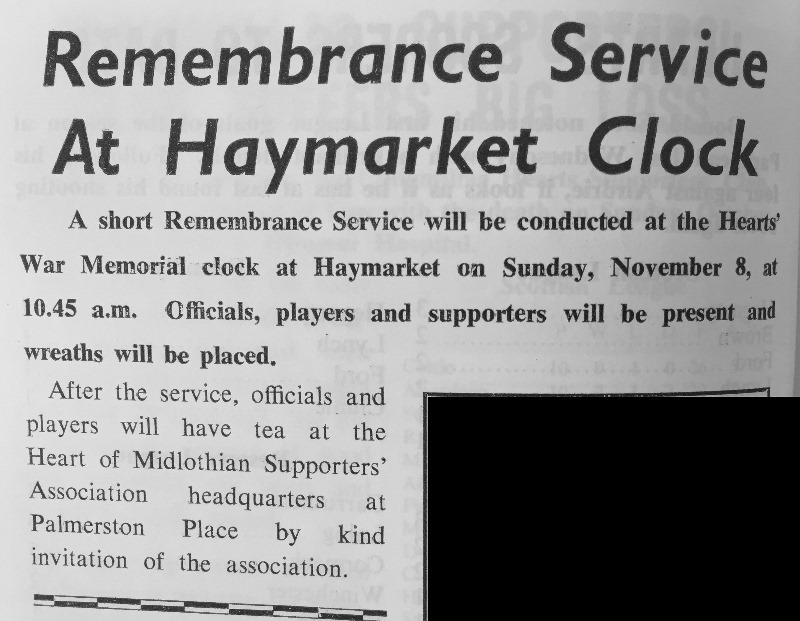 Remembrance Service
At Haymarket Clock
A short Remembrance Service will be conducted at the Hearts'
War Memorial clock at Haymarket on Sunday, November 8, at
10.45 a.m. Officials, players and supporters will be present and
wreaths will be placed.
After the service, officials and
players will have tea at the
Heart of Midlothian Supporters'
Association headquarters at
Palmerston Place by kind
invitation of the association.